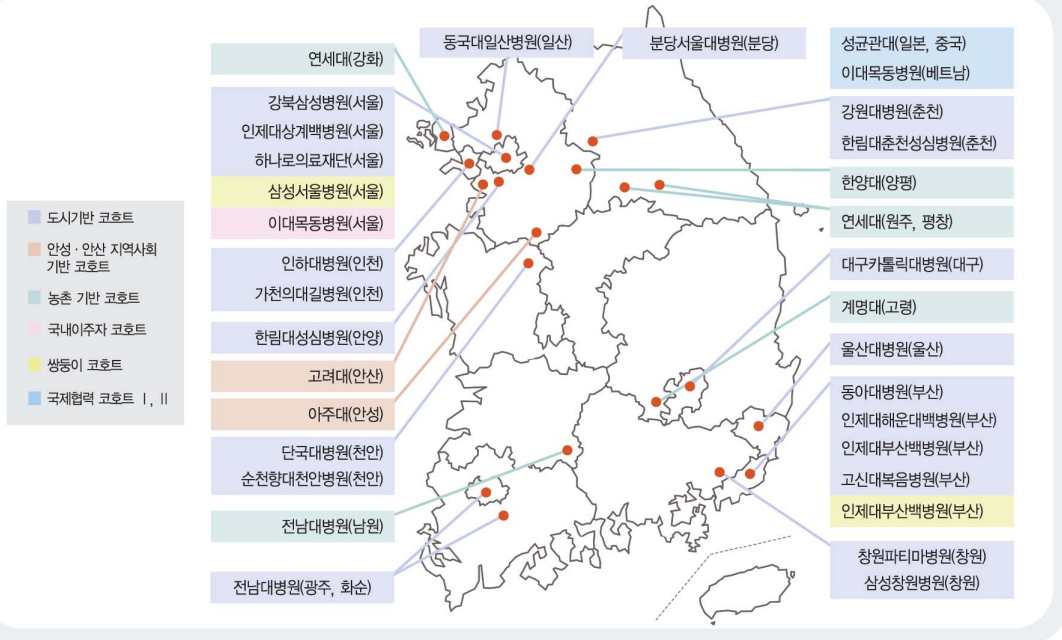 동국대일산병원(일산)
분당서울대병원(분당)
연세대(강화)
강북삼성병원(서울)
인제대상계백병원(서울)
하나로의료재단(서울)
삼성서울병원(서울)
이대목동병원(서울)
인하대병원(인천)
가천의대길병원(인천)
한림대성심병원(안양)
고려대(안산)
아주대(안성)
단국대병원(천안)
순천향대천안병원(천안)
전남대병원(남원)
전남대병원(광주, 화순)
성균관대(일본, 중국)
이대목동병원(베트남)
강원대병원(춘천)
한림대춘천성심병원(춘천)
한양대(양평)
연세대(원주, 평창)
대구카톨릭대병원(대구)
계명대(고령)
울산대병원(울산)
동아대병원(부산)
인제대해운대백병원(부산)
인제대부산백병원(부산)
고신대복음병원(부산)
인제대부산백병원(부산)
창원파티마병원(창원)
삼성창원병원(창원)
도시기반 코호트
안성·안산 지역사회
기반 코호트
농촌 기반 코호트
국내이주자 코호트
쌍둥이 코호트
국제협력 코호트 Ⅰ, Ⅱ